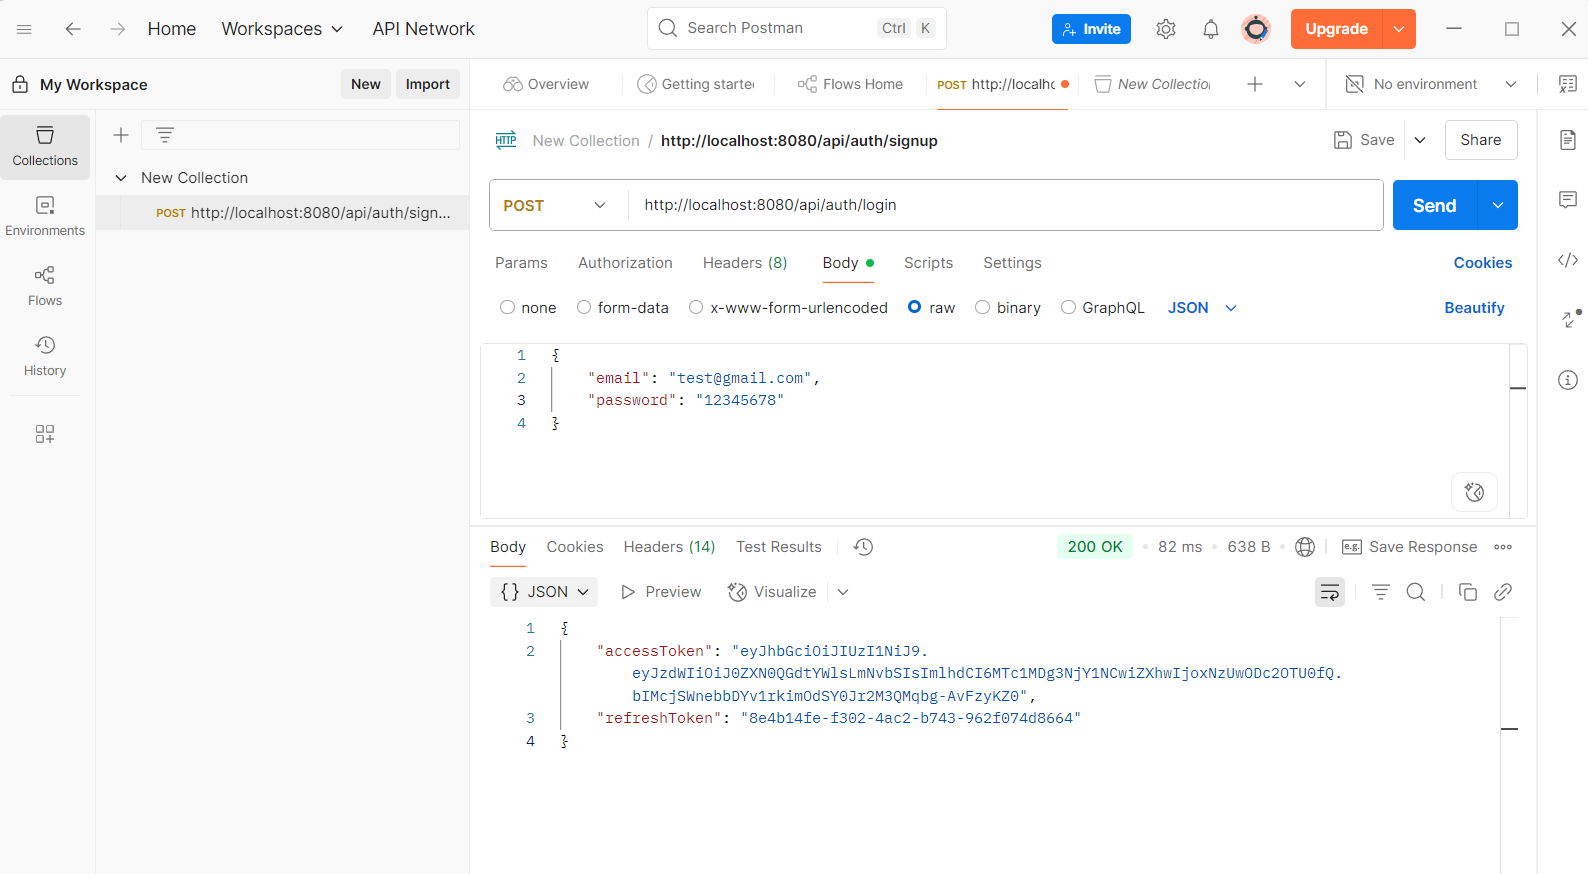 Home Workspaces API Network Search Postman Ctrl K Invite Upgrade
My Workspace New Import Overview Getting starte POST http://localh New Collectio No environment
Flows Home
Collections
Environments
Flows
History
New Collection
POST http://localhost:8080/api/auth/sign...
New Collection / http://localhost:8080/api/auth/signup Save Share
POST http://localhost:8080/api/auth/login Send
Params Authorization Headers (8) Body Scripts Settings Cookies
none form-data x-www-form-urlencoded raw binary GraphQL JSON Beautify
1 {
2 "email": "test@gmail.com",
3 "password": "12345678"
4 }
Body Cookies Headers (14) Test Results 200 OK 82 ms 638 B e.g. Save Response
{} JSON Preview Visualize
1 {
2 "accessToken": "eyJhbGciOiJIUzI1NiJ9.
eyJzdWIiOiJ0ZXN0QGdtYWlsLmNvbSIsImlhdCI6MTc1MDg3NjY1NCwiZXhwIjoxNzUwODc2OTU0fQ.
bIMcjSWnebbDYv1rkimOdSY0Jr2M3QMqbg-AvFzyKZ0",
3 "refreshToken": "8e4b14fe-f302-4ac2-b743-962f074d8664"
4 }